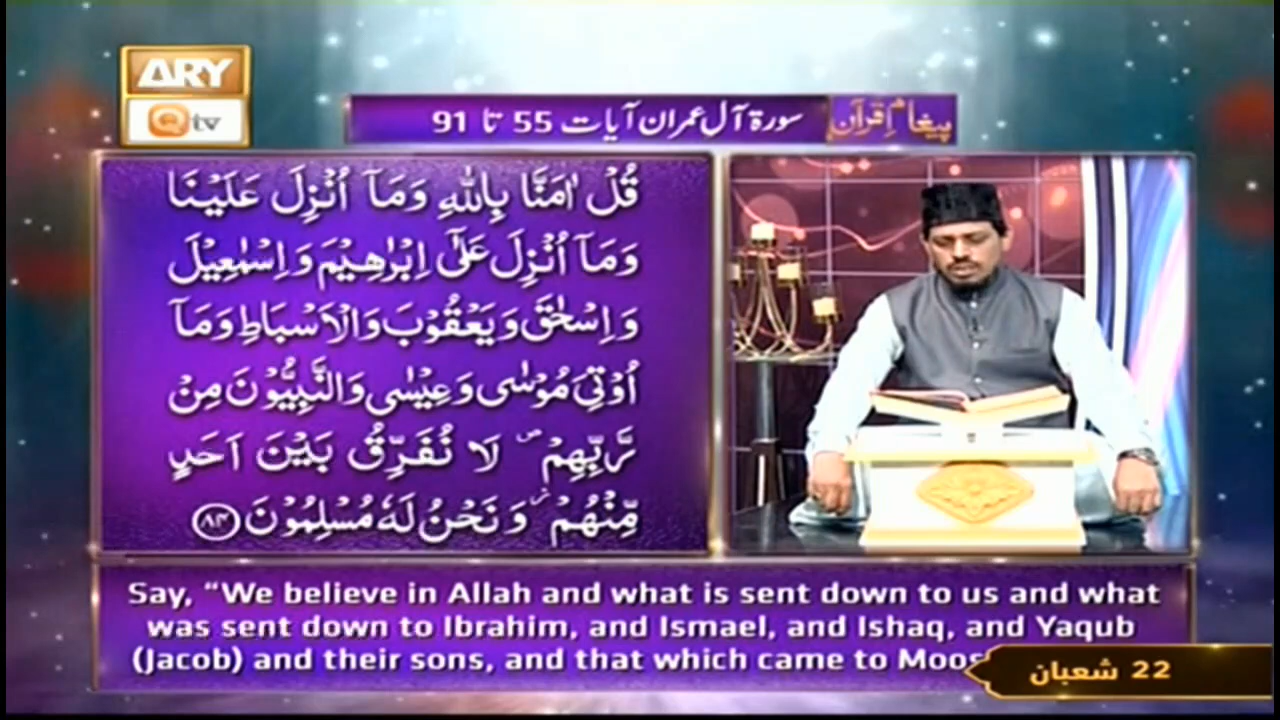 ARY
Qtv
پیغامِ قرآن
سورۃ آل عمران آیات 55 تا 91
قُلْ اٰمَنَّا بِاللّٰهِ وَمَاۤ اُنْزِلَ عَلَیْنَا
وَمَاۤ اُنْزِلَ عَلٰۤی اِبْرٰهِیْمَ وَاِسْمٰعِیْلَ
وَاِسْحٰقَ وَیَعْقُوْبَ وَالْاَسْبَاطِ وَمَاۤ
اُوْتِیَ مُوْسٰی وَعِیْسٰی وَالنَّبِیُّوْنَ مِنْ
رَّبِّهِمْ ۪ لَا نُفَرِّقُ بَیْنَ اَحَدٍ
مِّنْهُمْ ؗ وَنَحْنُ لَهٗ مُسْلِمُوْنَ ﴿۸۴﴾
Say, “We believe in Allah and what is sent down to us and what
was sent down to Ibrahim, and Ismael, and Ishaq, and Yaqub
(Jacob) and their sons, and that which came to Moos
22 شعبان